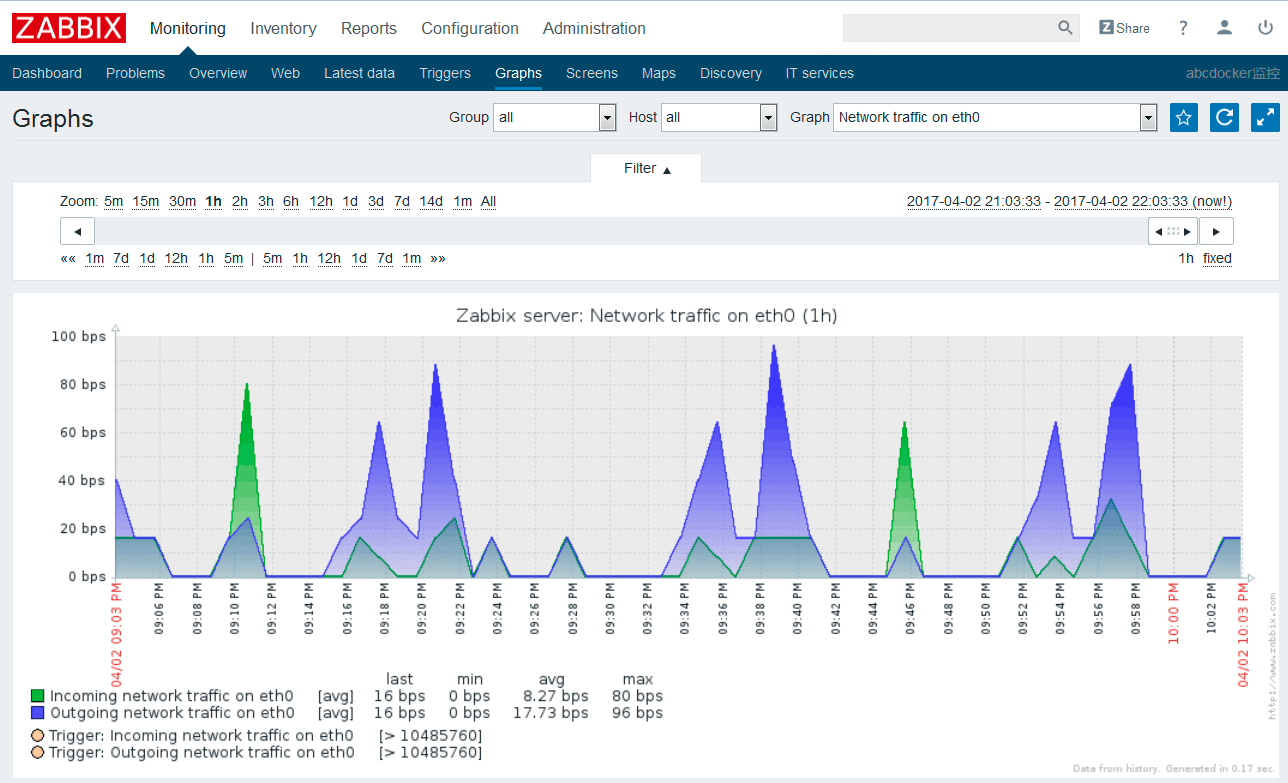 ZABBIX Monitoring Inventory Reports Configuration Administration Z Share ?
Dashboard Problems Overview Web Latest data Triggers Graphs Screens Maps Discovery IT services abcdocker监控
Graphs Group all Host all Graph Network traffic on eth0
Filter ▲
Zoom: 5m 15m 30m 1h 2h 3h 6h 12h 1d 3d 7d 14d 1m All 2017-04-02 21:03:33 - 2017-04-02 22:03:33 (now!)
«« 1m 7d 1d 12h 1h 5m | 5m 1h 12h 1d 7d 1m »» 1h fixed
Zabbix server: Network traffic on eth0 (1h)
100 bps
80 bps
60 bps
40 bps
20 bps
0 bps
04/02 09:03 PM
09:06 PM
09:08 PM
09:10 PM
09:12 PM
09:14 PM
09:16 PM
09:18 PM
09:20 PM
09:22 PM
09:24 PM
09:26 PM
09:28 PM
09:30 PM
09:32 PM
09:34 PM
09:36 PM
09:38 PM
09:40 PM
09:42 PM
09:44 PM
09:46 PM
09:48 PM
09:50 PM
09:52 PM
09:54 PM
09:56 PM
09:58 PM
10:00 PM
10:02 PM
04/02 10:03 PM
http://www.zabbix.com
last min avg max
Incoming network traffic on eth0 [avg] 16 bps 0 bps 8.27 bps 80 bps
Outgoing network traffic on eth0 [avg] 16 bps 0 bps 17.73 bps 96 bps
Trigger: Incoming network traffic on eth0 [> 10485760]
Trigger: Outgoing network traffic on eth0 [> 10485760]
Data from history. Generated in 0.17 sec.